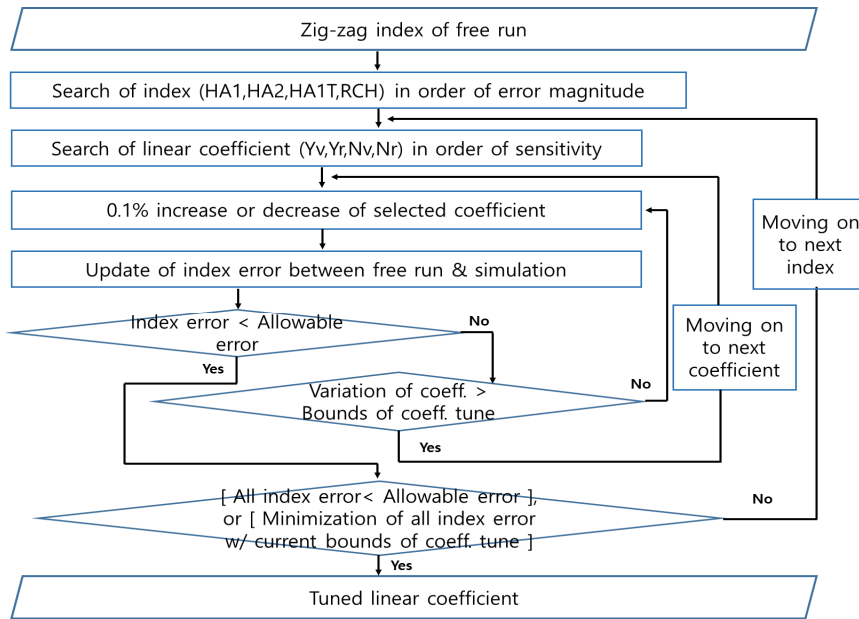 Zig-zag index of free run
Search of index (HA1,HA2,HA1T,RCH) in order of error magnitude
Search of linear coefficient (Yv,Yr,Nv,Nr) in order of sensitivity
0.1% increase or decrease of selected coefficient
Moving on
to next
index
Update of index error between free run & simulation
Index error < Allowable
error
No
Yes
Moving on
to next
coefficient
Variation of coeff. >
Bounds of coeff. tune
No
Yes
[ All index error< Allowable error ],
or [ Minimization of all index error
w/ current bounds of coeff. tune ]
No
Yes
Tuned linear coefficient